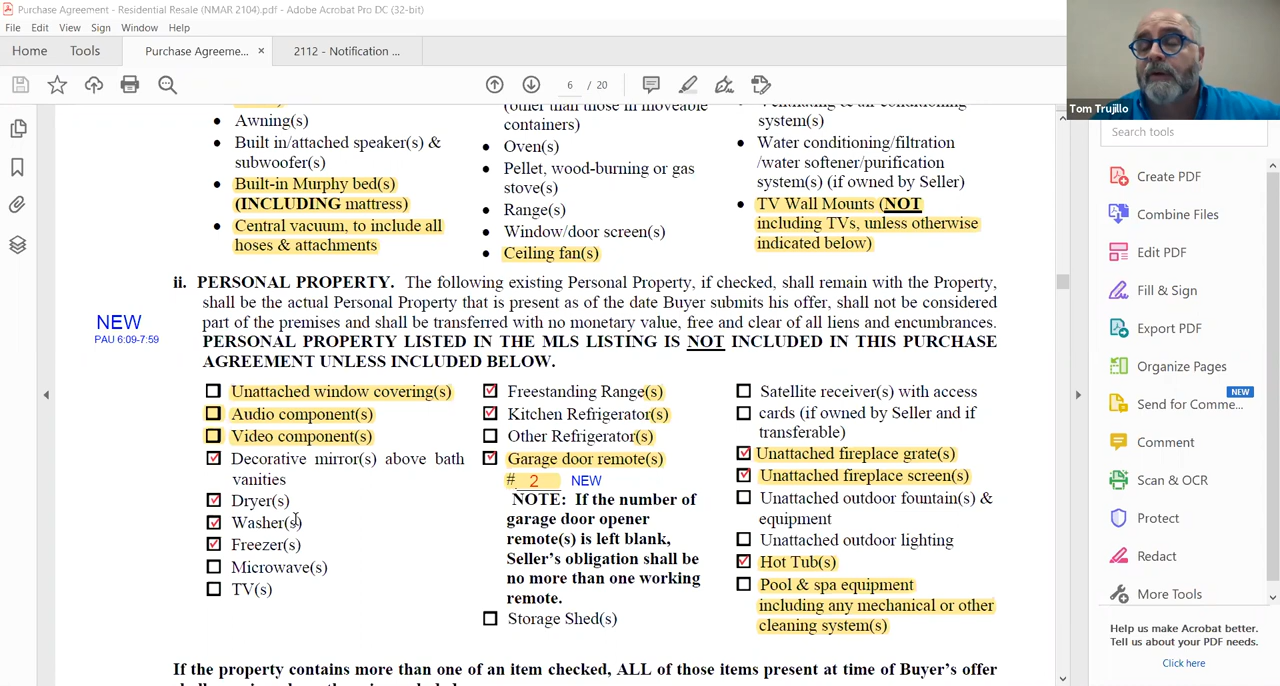 Purchase Agreement - Residential Resale (NMAR 2104).pdf - Adobe Acrobat Pro DC (32-bit)
File Edit View Sign Window Help
Home Tools Purchase Agreeme... × 2112 - Notification ...
6 / 20
Tom Trujillo
Search tools
Create PDF
Combine Files
Edit PDF
Fill & Sign
Export PDF
Organize Pages
NEW
Send for Comme...
Comment
Scan & OCR
Protect
Redact
More Tools
Help us make Acrobat better.
Tell us about your PDF needs.
Click here
• Awning(s)
• Built in/attached speaker(s) &
subwoofer(s)
• Built-in Murphy bed(s)
(INCLUDING mattress)
• Central vacuum, to include all
hoses & attachments
(other than those in moveable
containers)
• Oven(s)
• Pellet, wood-burning or gas
stove(s)
• Range(s)
• Window/door screen(s)
• Ceiling fan(s)
Ventilating & air conditioning
system(s)
• Water conditioning/filtration
/water softener/purification
system(s) (if owned by Seller)
• TV Wall Mounts (NOT
including TVs, unless otherwise
indicated below)
ii. PERSONAL PROPERTY. The following existing Personal Property, if checked, shall remain with the Property,
shall be the actual Personal Property that is present as of the date Buyer submits his offer, shall not be considered
part of the premises and shall be transferred with no monetary value, free and clear of all liens and encumbrances.
PERSONAL PROPERTY LISTED IN THE MLS LISTING IS NOT INCLUDED IN THIS PURCHASE
AGREEMENT UNLESS INCLUDED BELOW.
NEW
PAU 6:09-7:59
Unattached window covering(s)
Audio component(s)
Video component(s)
Decorative mirror(s) above bath
vanities
Dryer(s)
Washer(s)
Freezer(s)
Microwave(s)
TV(s)
Freestanding Range(s)
Kitchen Refrigerator(s)
Other Refrigerator(s)
Garage door remote(s)
# 2 NEW
NOTE: If the number of
garage door opener
remote(s) is left blank,
Seller's obligation shall be
no more than one working
remote.
Storage Shed(s)
Satellite receiver(s) with access
cards (if owned by Seller and if
transferable)
Unattached fireplace grate(s)
Unattached fireplace screen(s)
Unattached outdoor fountain(s) &
equipment
Unattached outdoor lighting
Hot Tub(s)
Pool & spa equipment
including any mechanical or other
cleaning system(s)
If the property contains more than one of an item checked, ALL of those items present at time of Buyer's offer